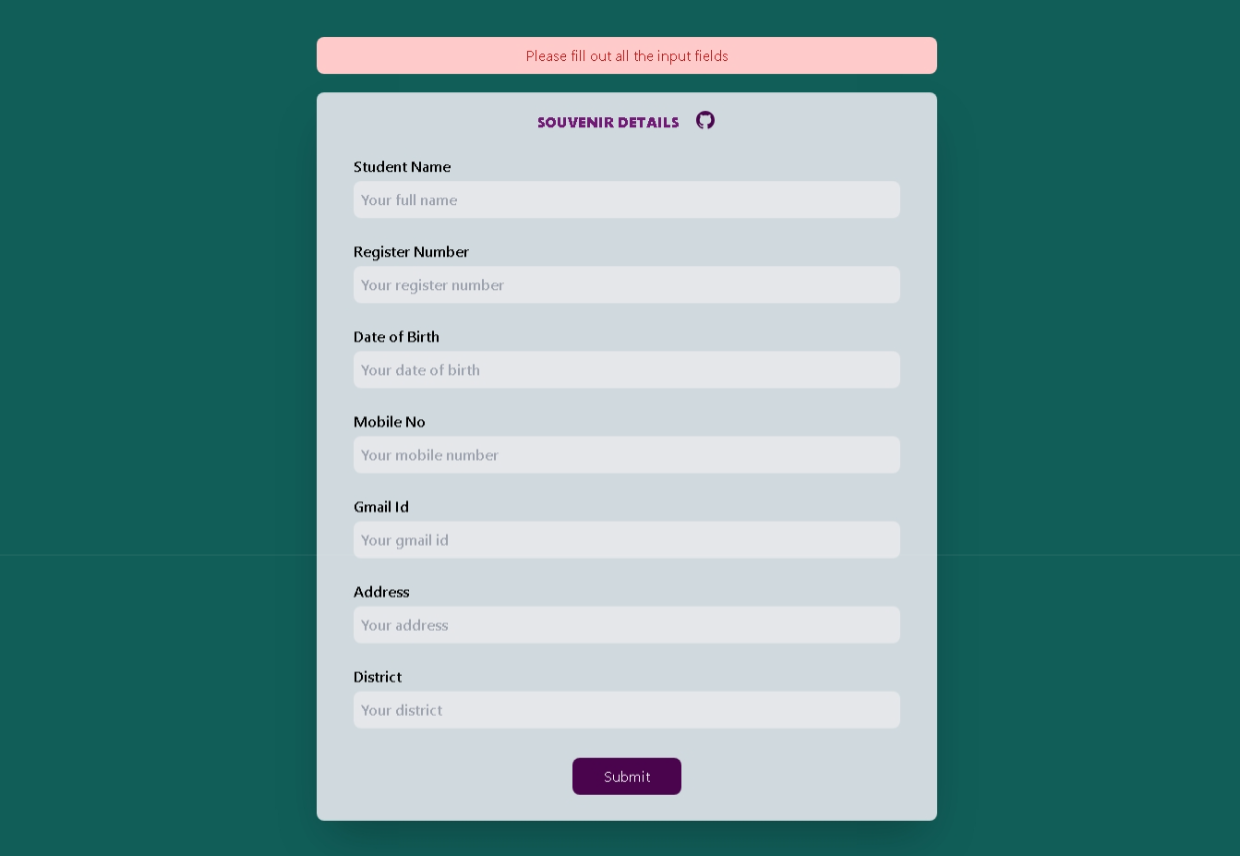 Please fill out all the input fields
SOUVENIR DETAILS
Student Name
Your full name
Register Number
Your register number
Date of Birth
Your date of birth
Mobile No
Your mobile number
Gmail Id
Your gmail id
Address
Your address
District
Your district
Submit